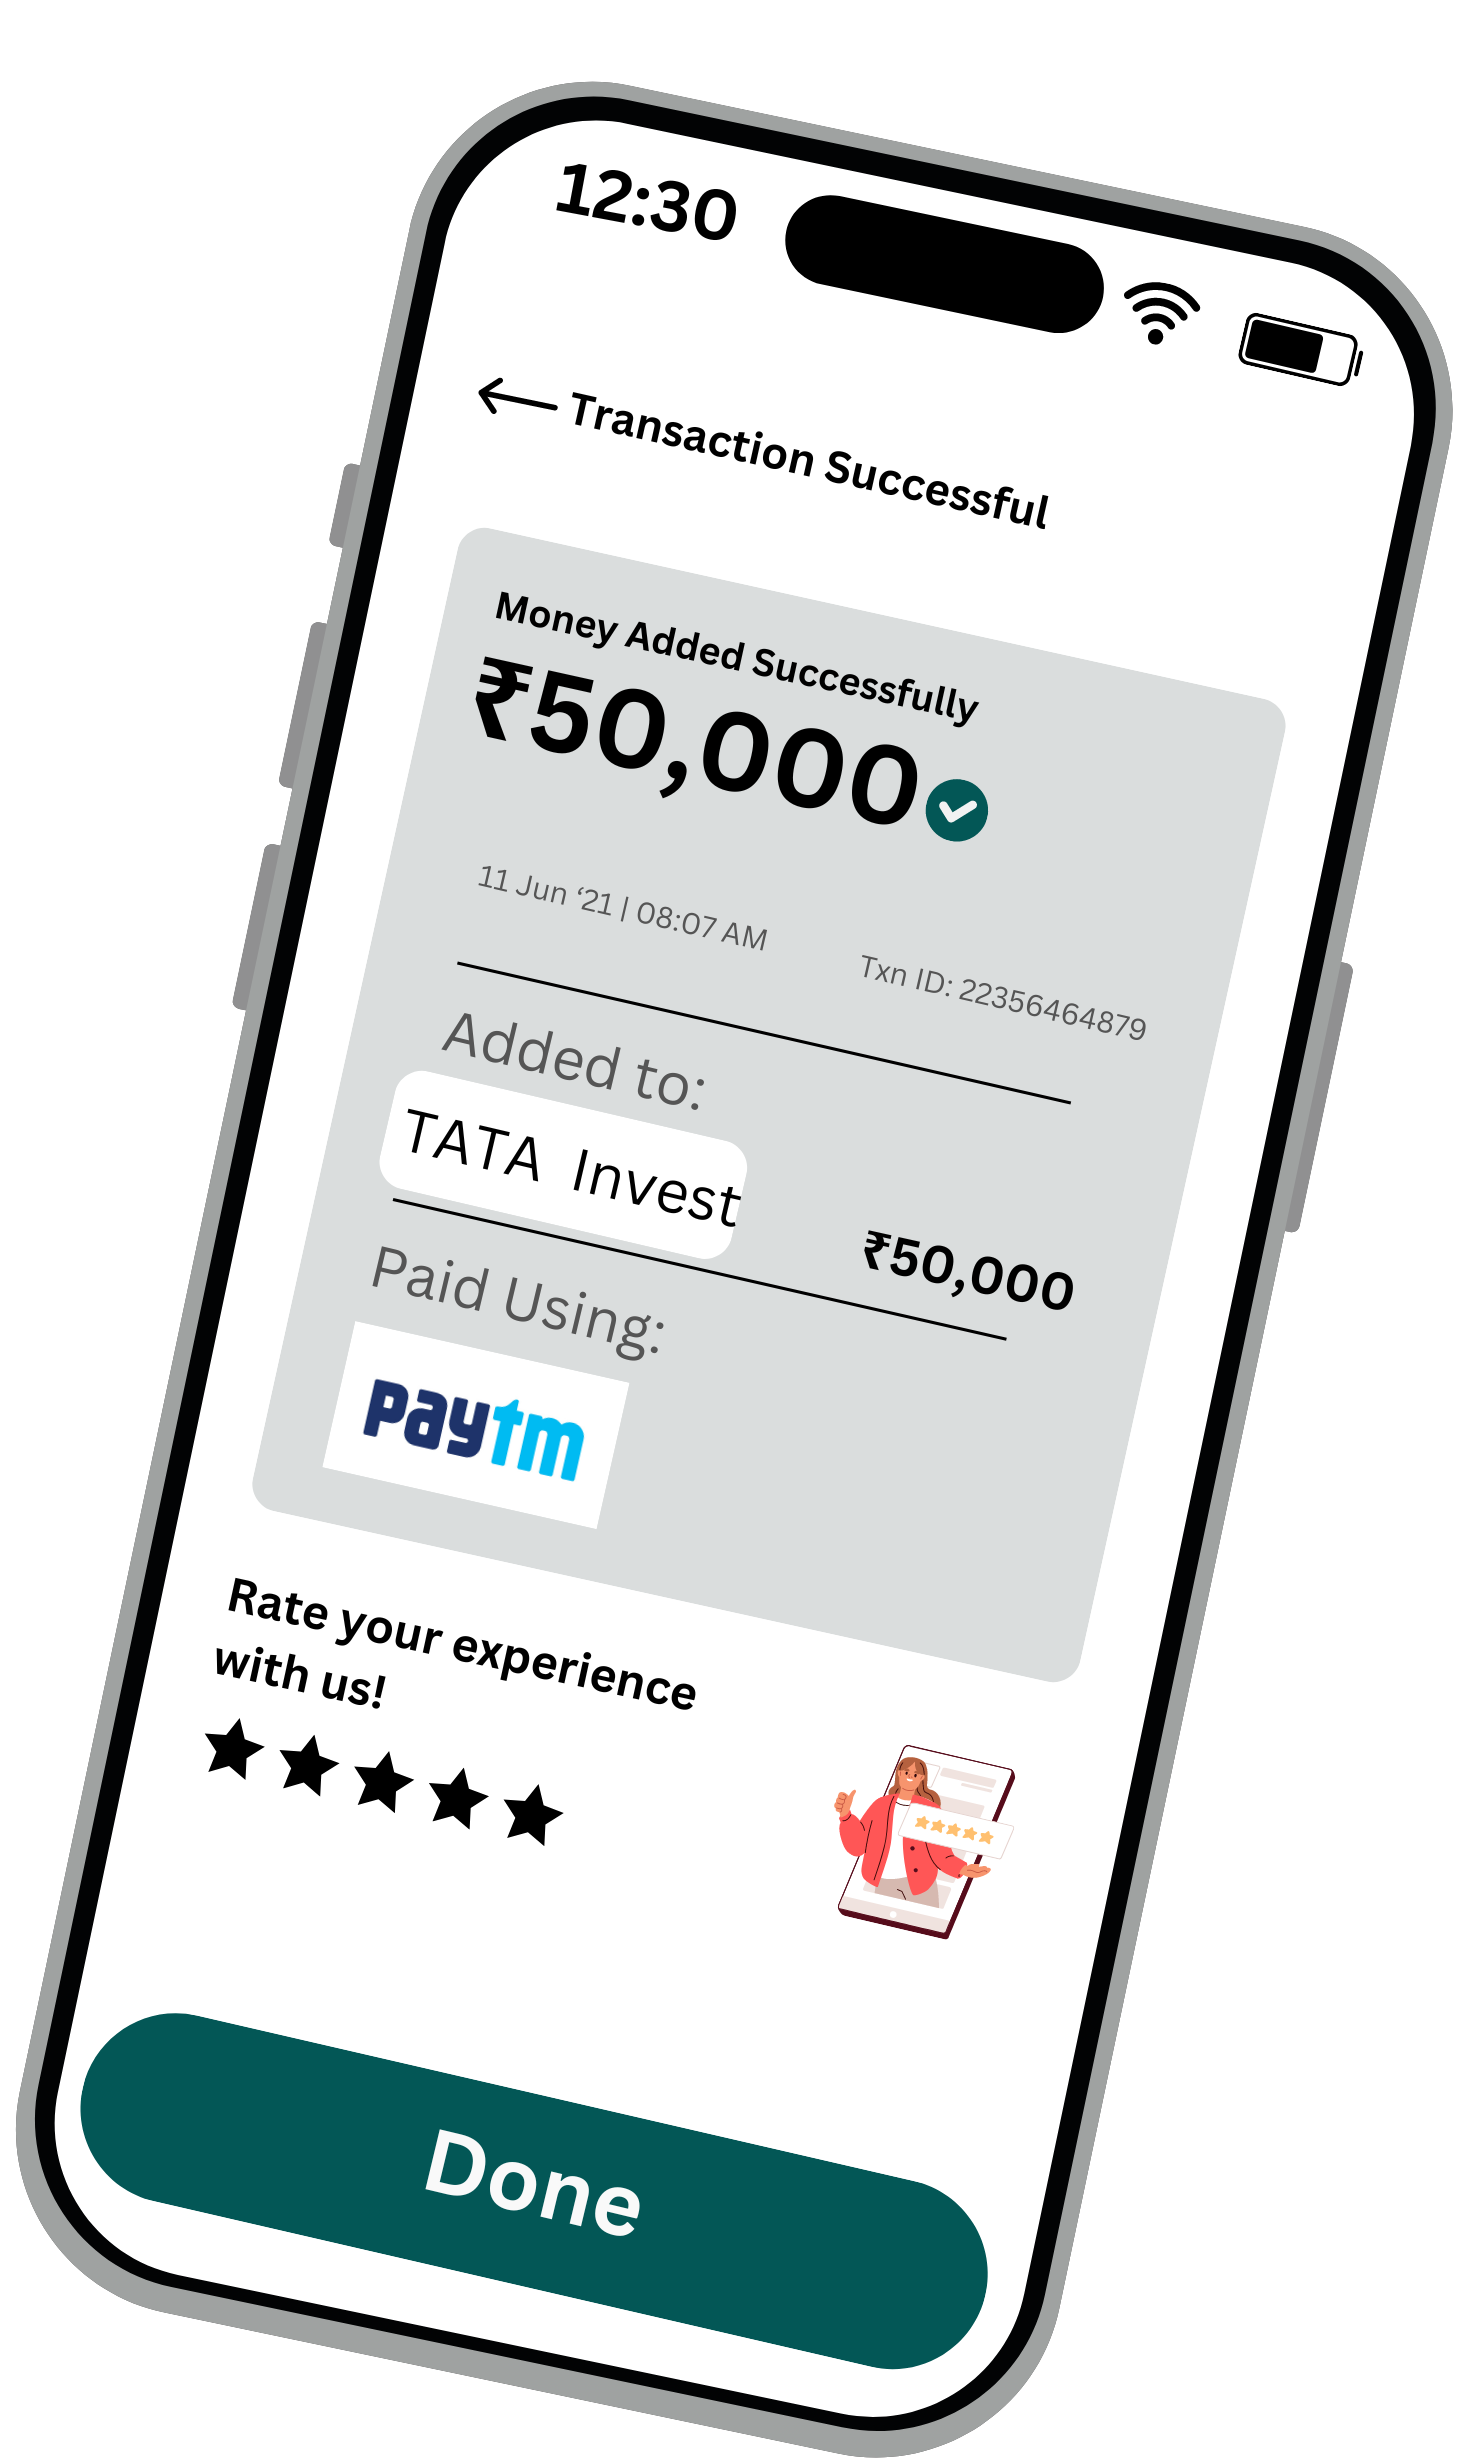 12:30
Transaction Successful
Money Added Successfully
₹50,000
11 Jun ‘21 | 08:07 AM
Txn ID: 22356464879
Added to:
TATA Invest
₹50,000
Paid Using:
paytm
Rate your experience
with us!
Done